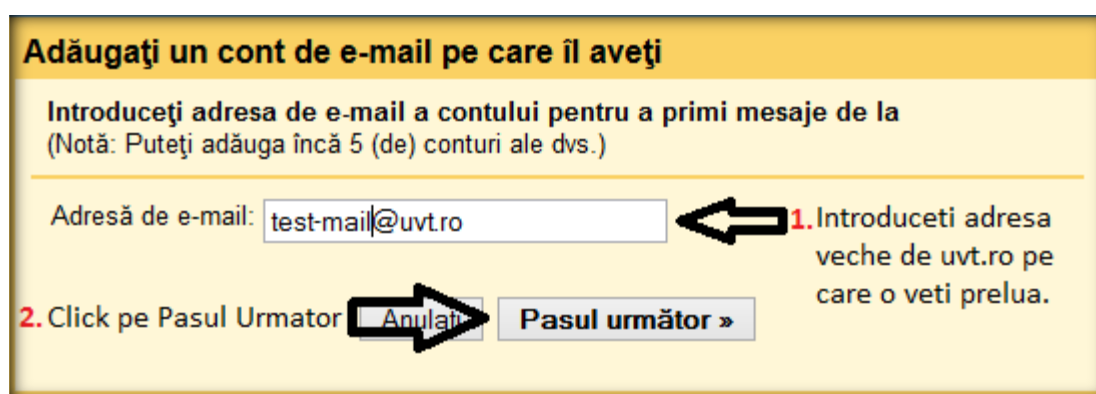 Adăugaţi un cont de e-mail pe care îl aveţi
Introduceţi adresa de e-mail a contului pentru a primi mesaje de la
(Notă: Puteţi adăuga încă 5 (de) conturi ale dvs.)
Adresă de e-mail: test-mail@uvt.ro
1. Introduceti adresa
veche de uvt.ro pe
care o veti prelua.
2. Click pe Pasul Urmator
Anulaţi
Pasul următor »